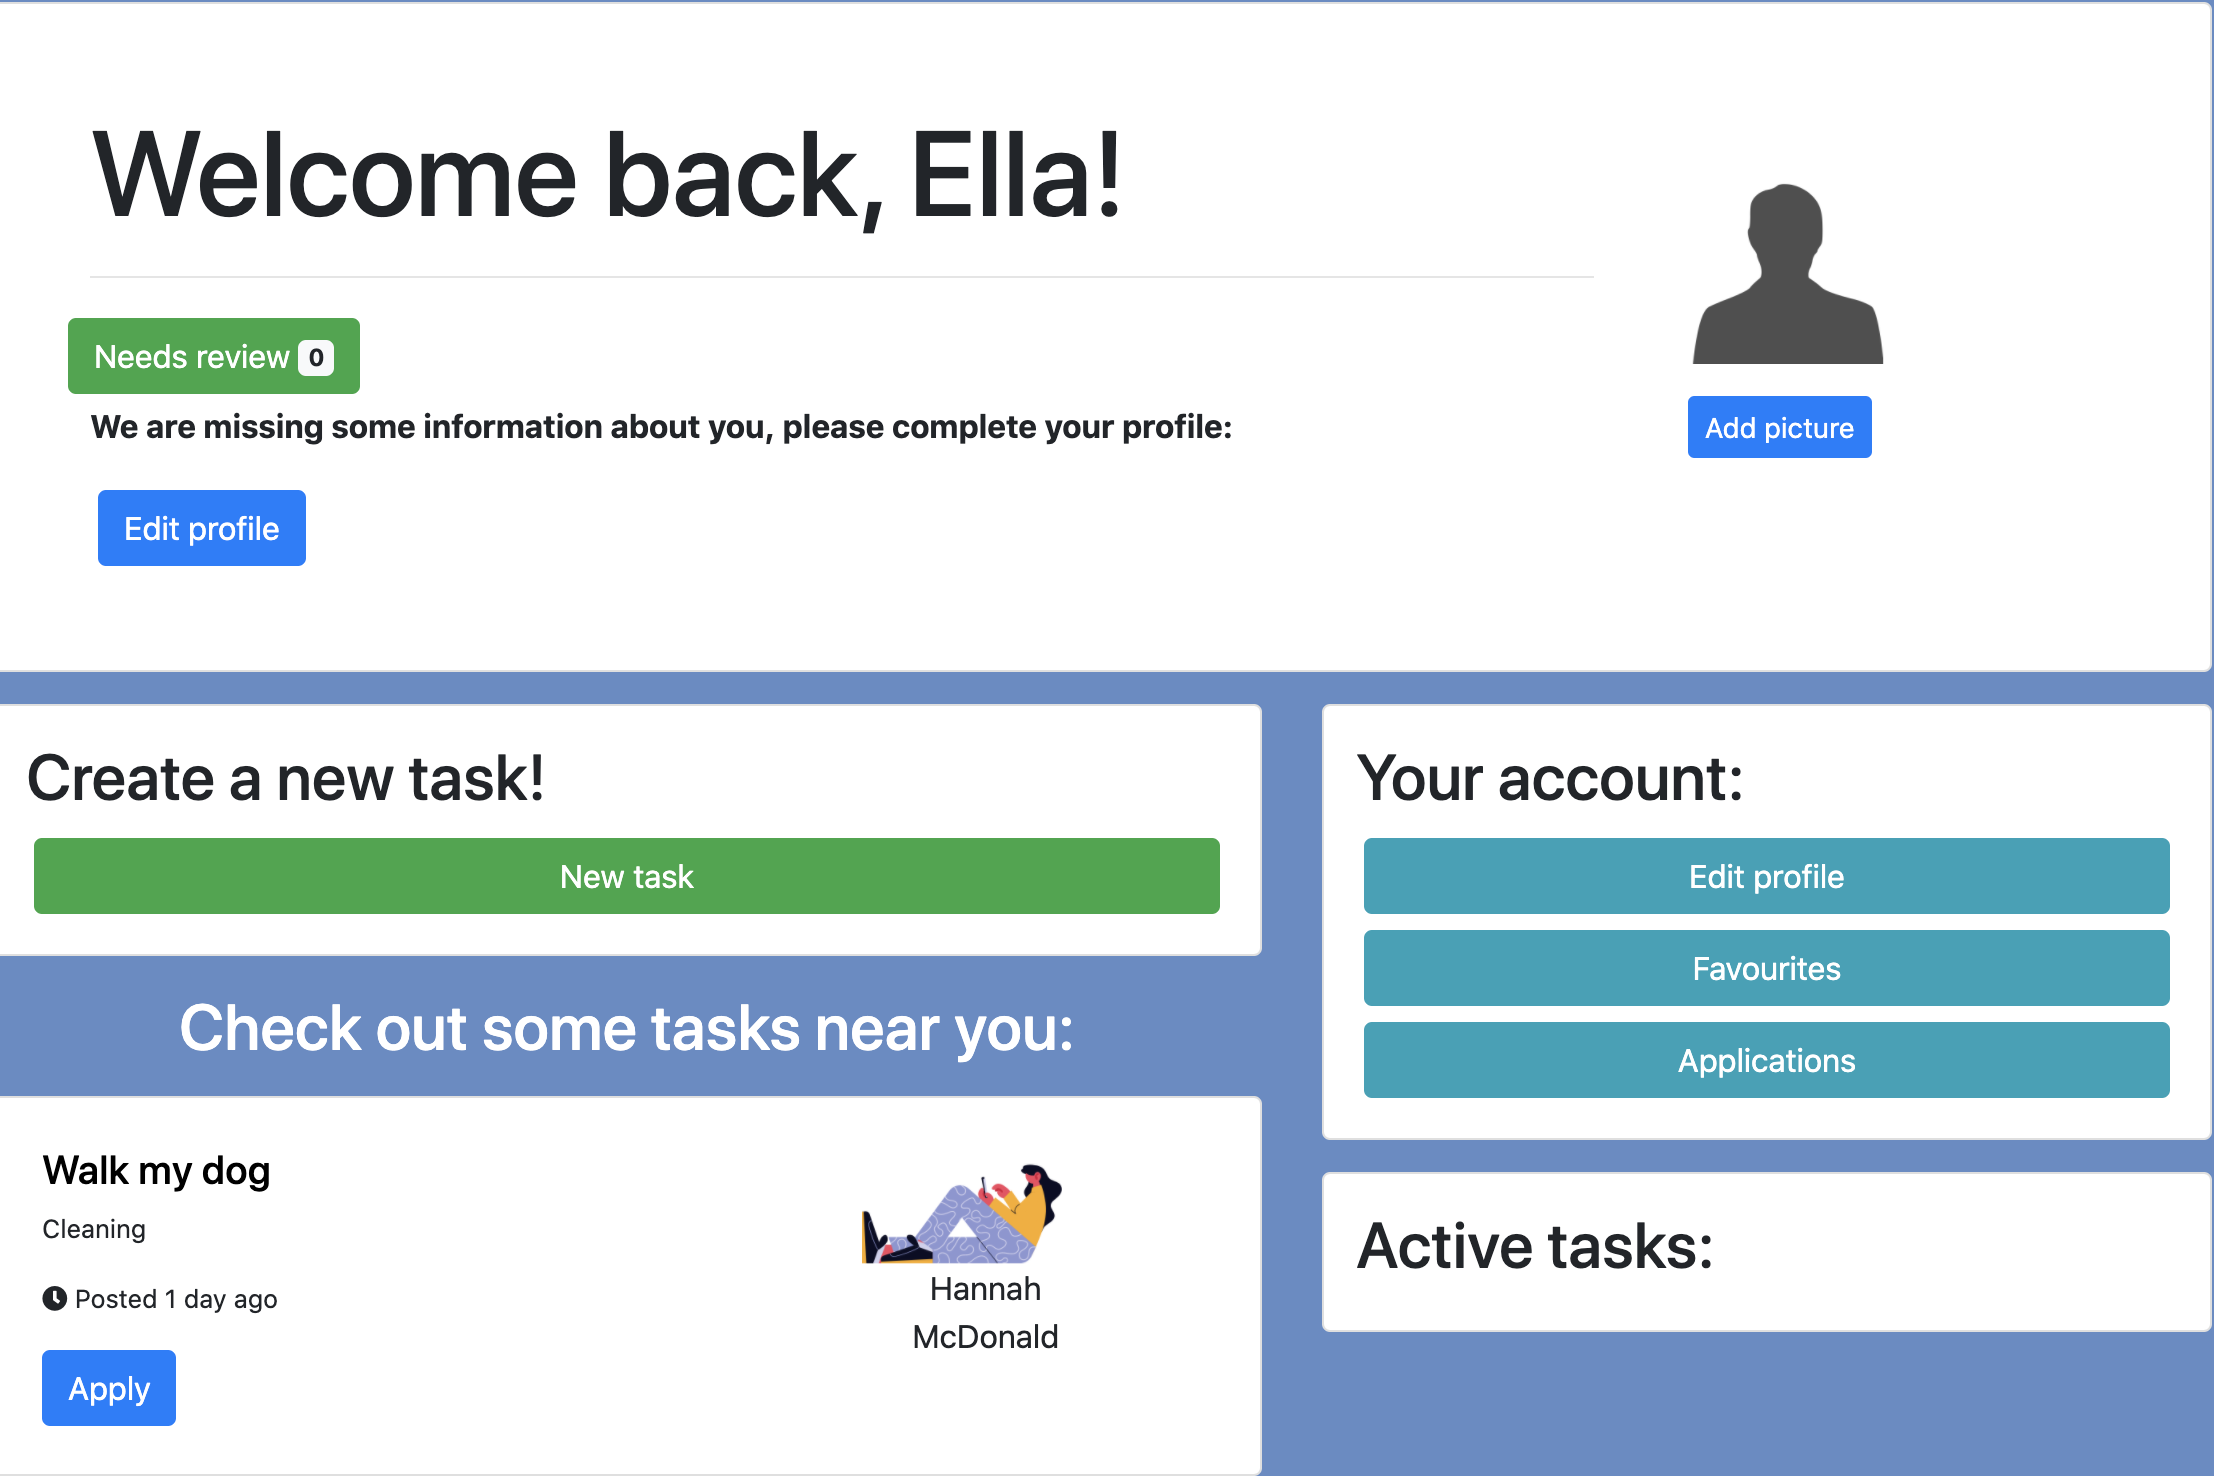 Welcome back, Ella!
Needs review 0
We are missing some information about you, please complete your profile:
Edit profile
Add picture
Create a new task!
New task
Check out some tasks near you:
Walk my dog
Cleaning
Posted 1 day ago
Apply
Hannah
McDonald
Your account:
Edit profile
Favourites
Applications
Active tasks: